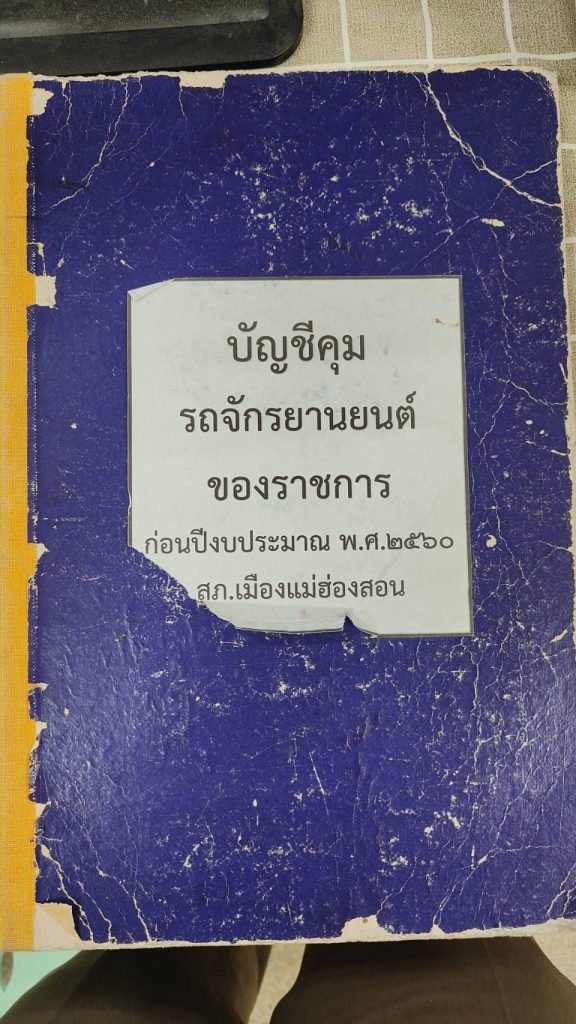 บัญชีคุม
รถจักรยานยนต์
ของราชการ
ก่อนปีงบประมาณ พ.ศ.๒๕๖๐
สภ.เมืองแม่ฮ่องสอน